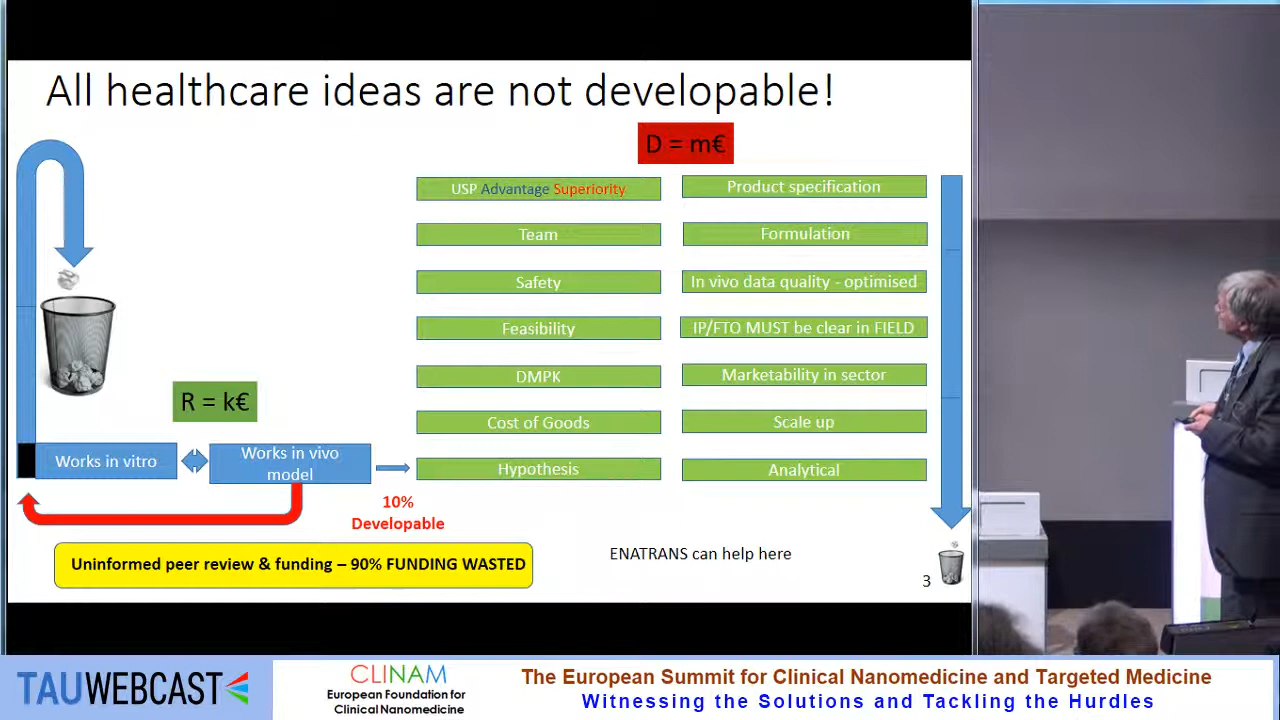 All healthcare ideas are not developable!
D = m€
USP Advantage Superiority
Product specification
Team
Formulation
Safety
In vivo data quality - optimised
Feasibility
IP/FTO MUST be clear in FIELD
DMPK
Marketability in sector
Cost of Goods
Scale up
Hypothesis
Analytical
R = k€
Works in vitro
Works in vivo
model
10%
Developable
Uninformed peer review & funding – 90% FUNDING WASTED
ENATRANS can help here
3
TAUWEBCAST
CLINAM
European Foundation for
Clinical Nanomedicine
The European Summit for Clinical Nanomedicine and Targeted Medicine
Witnessing the Solutions and Tackling the Hurdles